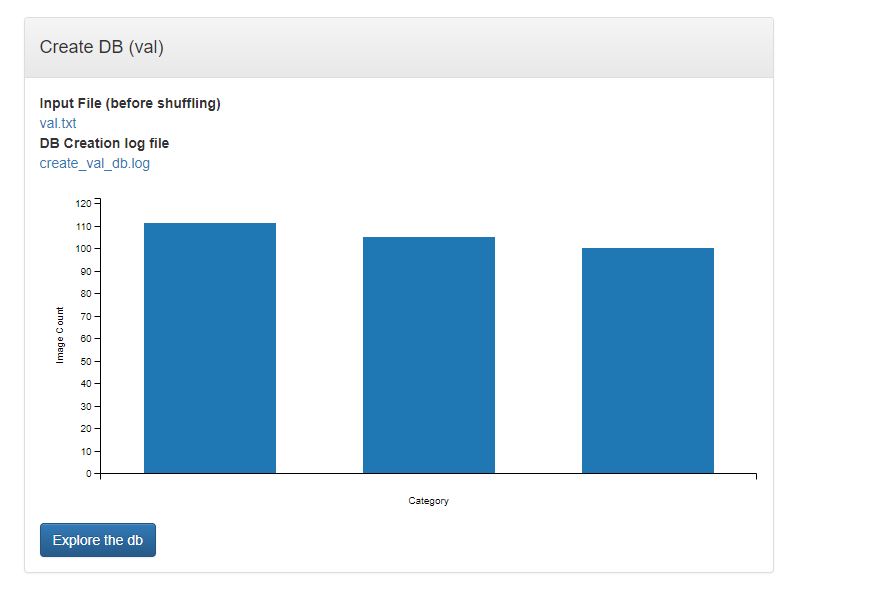 Create DB (val)
Input File (before shuffling)
val.txt
DB Creation log file
create_val_db.log
120
110
100
90
80
70
60
50
40
30
20
10
0
Image Count
Category
Explore the db